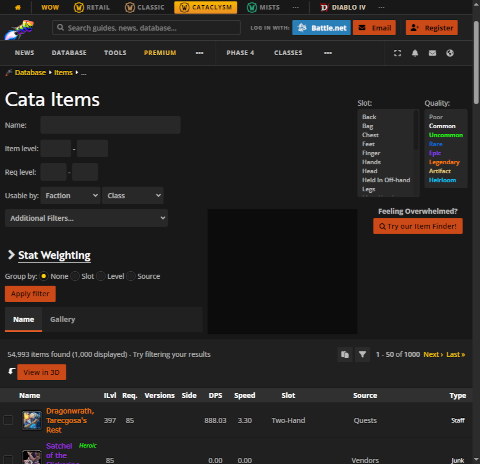 WOW RETAIL CLASSIC CATACLYSM MISTS ... DIABLO IV ...
Search guides, news, database... LOG IN WITH: Battle.net Email Register
NEWS DATABASE TOOLS PREMIUM ... PHASE 4 CLASSES ...
Database Items ...
Cata Items
Name:
Item level: -
Req level: -
Usable by: Faction Class
Additional Filters...
Slot:
Back
Bag
Chest
Feet
Finger
Hands
Head
Held In Off-hand
Legs
Quality:
Poor
Common
Uncommon
Rare
Epic
Legendary
Artifact
Heirloom
Feeling Overwhelmed?
Try our Item Finder!
Stat Weighting
Group by: None Slot Level Source
Apply filter
Name Gallery
54,993 items found (1,000 displayed) - Try filtering your results
1 - 50 of 1000 Next › Last »
View in 3D
Name ILvl Req. Versions Side DPS Speed Slot Source Type
Dragonwrath, Tarecgosa's Rest 397 85 888.03 3.30 Two-Hand Quests Staff
Satchel of the Heroic 85 0.00 0.00 Vendors Junk